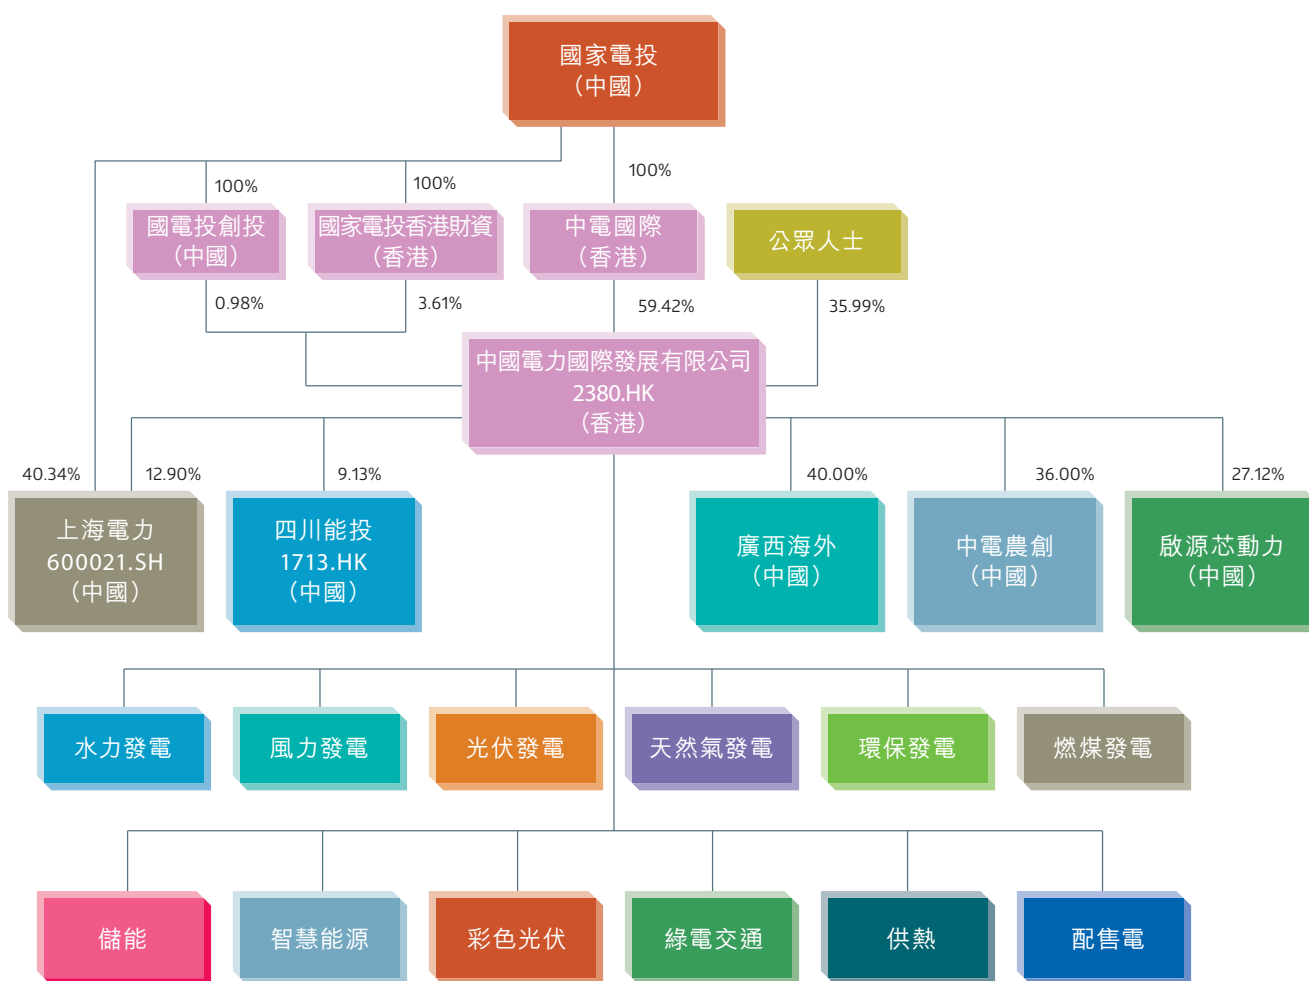 國家電投
（中國）
100%
100%
100%
國電投創投
（中國）
國家電投香港財資
（香港）
中電國際
（香港）
公眾人士
0.98%
3.61%
59.42%
35.99%
中國電力國際發展有限公司
2380.HK
（香港）
40.34%
12.90%
9.13%
40.00%
36.00%
27.12%
上海電力
600021.SH
（中國）
四川能投
1713.HK
（中國）
廣西海外
（中國）
中電農創
（中國）
啟源芯動力
（中國）
水力發電
風力發電
光伏發電
天然氣發電
環保發電
燃煤發電
儲能
智慧能源
彩色光伏
綠電交通
供熱
配售電